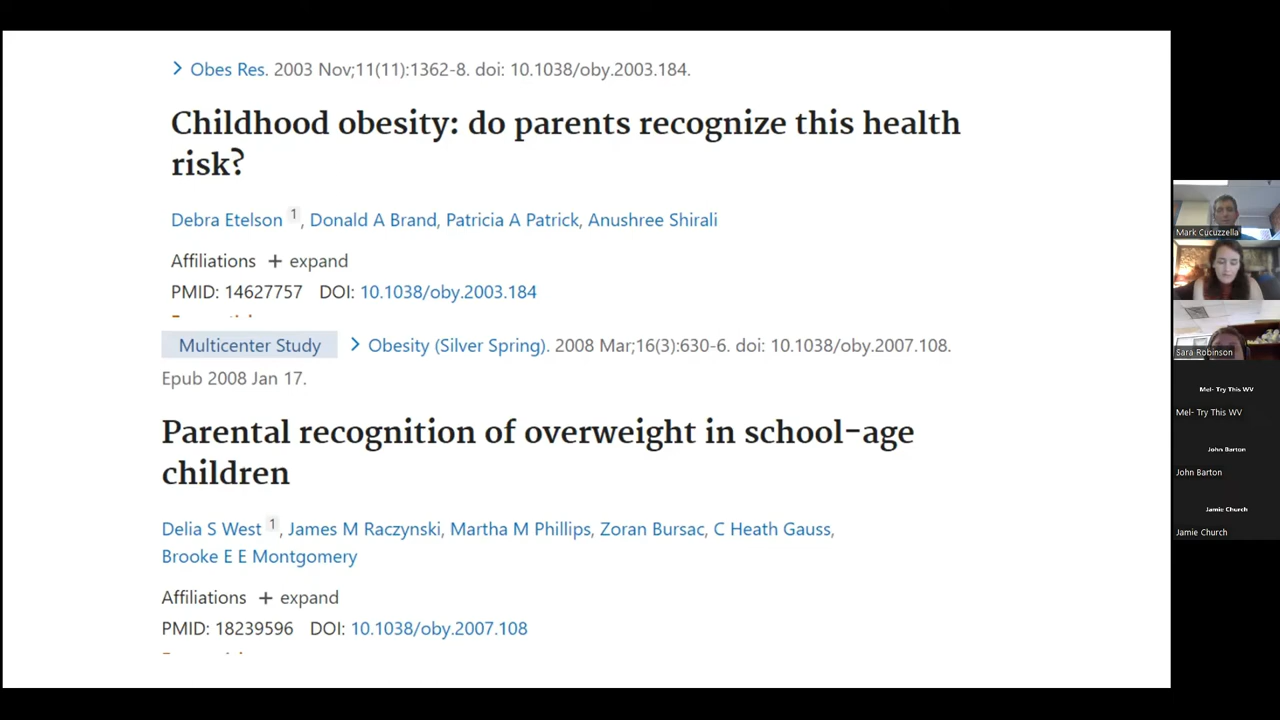 > Obes Res. 2003 Nov;11(11):1362-8. doi: 10.1038/oby.2003.184.
Childhood obesity: do parents recognize this health
risk?
Debra Etelson 1, Donald A Brand, Patricia A Patrick, Anushree Shirali
Affiliations + expand
PMID: 14627757 DOI: 10.1038/oby.2003.184
Multicenter Study > Obesity (Silver Spring). 2008 Mar;16(3):630-6. doi: 10.1038/oby.2007.108.
Epub 2008 Jan 17.
Parental recognition of overweight in school-age
children
Delia S West 1, James M Raczynski, Martha M Phillips, Zoran Bursac, C Heath Gauss,
Brooke E E Montgomery
Affiliations + expand
PMID: 18239596 DOI: 10.1038/oby.2007.108
Mark Cucuzzella
Sara Robinson
Mel- Try This WV
Mel- Try This WV
John Barton
John Barton
Jamie Church
Jamie Church